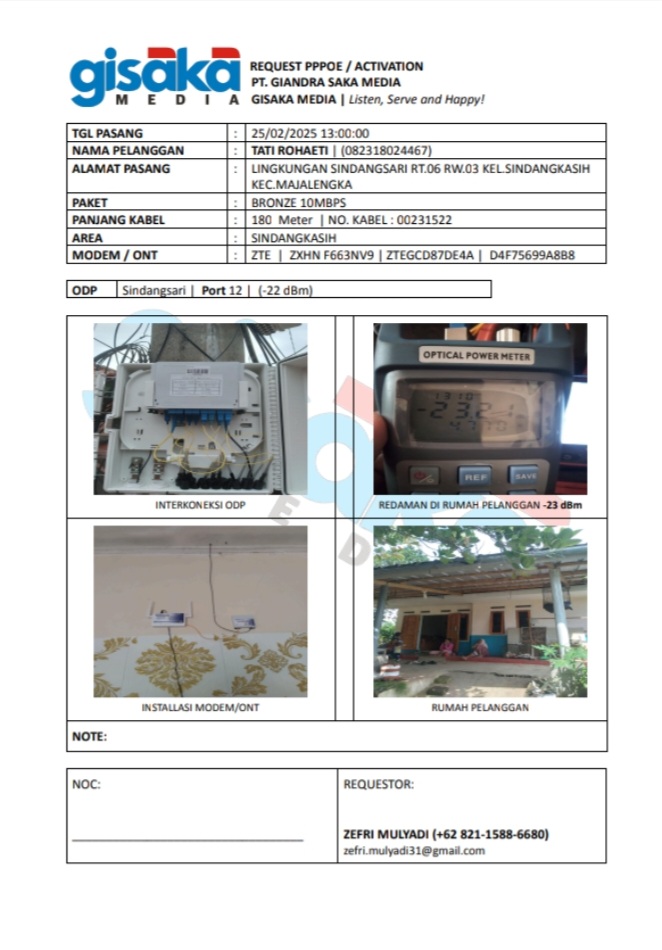 gisaka
MEDIA
REQUEST PPPOE / ACTIVATION
PT. GIANDRA SAKA MEDIA
GISAKA MEDIA | Listen, Serve and Happy!
TGL PASANG : 25/02/2025 13:00:00
NAMA PELANGGAN : TATI ROHAETI | (082318024467)
ALAMAT PASANG : LINGKUNGAN SINDANGSARI RT.06 RW.03 KEL.SINDANGKASIH
KEC.MAJALENGKA
PAKET : BRONZE 10MBPS
PANJANG KABEL : 180 Meter | NO. KABEL : 00231522
AREA : SINDANGKASIH
MODEM / ONT : ZTE | ZXHN F663NV9 | ZTEGCD87DE4A | D4F75699A8B8
ODP Sindangsari | Port 12 | (-22 dBm)
OPTICAL POWER METER
1310
-23.21
REF
SAVE
INTERKONEKSI ODP
REDAMAN DI RUMAH PELANGGAN -23 dBm
INSTALLASI MODEM/ONT
RUMAH PELANGGAN
NOTE:
NOC:
REQUESTOR:
ZEFRI MULYADI (+62 821-1588-6680)
zefri.mulyadi31@gmail.com